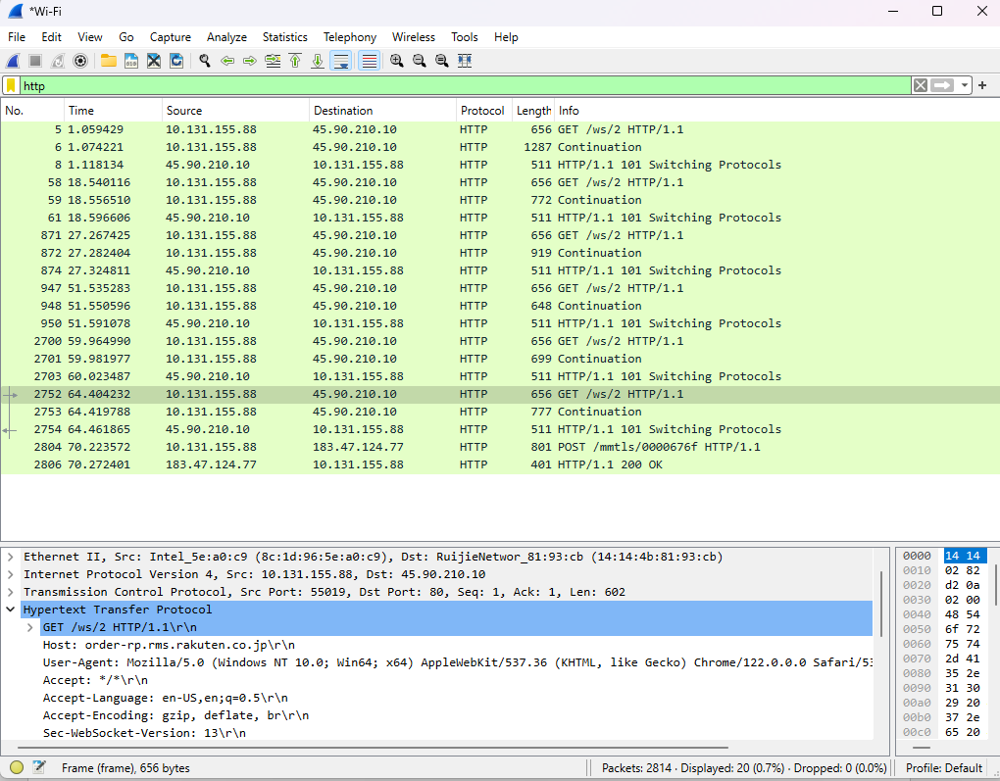 *Wi-Fi
File Edit View Go Capture Analyze Statistics Telephony Wireless Tools Help
http
No. Time Source Destination Protocol Length Info
5 1.059429 10.131.155.88 45.90.210.10 HTTP 656 GET /ws/2 HTTP/1.1
6 1.074221 10.131.155.88 45.90.210.10 HTTP 1287 Continuation
8 1.118134 45.90.210.10 10.131.155.88 HTTP 511 HTTP/1.1 101 Switching Protocols
58 18.540116 10.131.155.88 45.90.210.10 HTTP 656 GET /ws/2 HTTP/1.1
59 18.556510 10.131.155.88 45.90.210.10 HTTP 772 Continuation
61 18.596606 45.90.210.10 10.131.155.88 HTTP 511 HTTP/1.1 101 Switching Protocols
871 27.267425 10.131.155.88 45.90.210.10 HTTP 656 GET /ws/2 HTTP/1.1
872 27.282404 10.131.155.88 45.90.210.10 HTTP 919 Continuation
874 27.324811 45.90.210.10 10.131.155.88 HTTP 511 HTTP/1.1 101 Switching Protocols
947 51.535283 10.131.155.88 45.90.210.10 HTTP 656 GET /ws/2 HTTP/1.1
948 51.550596 10.131.155.88 45.90.210.10 HTTP 648 Continuation
950 51.591078 45.90.210.10 10.131.155.88 HTTP 511 HTTP/1.1 101 Switching Protocols
2700 59.964990 10.131.155.88 45.90.210.10 HTTP 656 GET /ws/2 HTTP/1.1
2701 59.981977 10.131.155.88 45.90.210.10 HTTP 699 Continuation
2703 60.023487 45.90.210.10 10.131.155.88 HTTP 511 HTTP/1.1 101 Switching Protocols
2752 64.404232 10.131.155.88 45.90.210.10 HTTP 656 GET /ws/2 HTTP/1.1
2753 64.419788 10.131.155.88 45.90.210.10 HTTP 777 Continuation
2754 64.461865 45.90.210.10 10.131.155.88 HTTP 511 HTTP/1.1 101 Switching Protocols
2804 70.223572 10.131.155.88 183.47.124.77 HTTP 801 POST /mmtls/0000676f HTTP/1.1
2806 70.272401 183.47.124.77 10.131.155.88 HTTP 401 HTTP/1.1 200 OK
Ethernet II, Src: Intel_5e:a0:c9 (8c:1d:96:5e:a0:c9), Dst: RuijieNetwor_81:93:cb (14:14:4b:81:93:cb)
Internet Protocol Version 4, Src: 10.131.155.88, Dst: 45.90.210.10
Transmission Control Protocol, Src Port: 55019, Dst Port: 80, Seq: 1, Ack: 1, Len: 602
Hypertext Transfer Protocol
GET /ws/2 HTTP/1.1\r\n
Host: order-rp.rms.rakuten.co.jp\r\n
User-Agent: Mozilla/5.0 (Windows NT 10.0; Win64; x64) AppleWebKit/537.36 (KHTML, like Gecko) Chrome/122.0.0.0 Safari/53
Accept: */*\r\n
Accept-Language: en-US,en;q=0.5\r\n
Accept-Encoding: gzip, deflate, br\r\n
Sec-WebSocket-Version: 13\r\n
0000 14 14
0010 02 82
0020 d2 0a
0030 02 00
0040 48 54
0050 6f 72
0060 75 74
0070 2d 41
0080 35 2e
0090 31 30
00a0 29 20
00b0 37 2e
00c0 65 20
Frame (frame), 656 bytes
Packets: 2814 · Displayed: 20 (0.7%) · Dropped: 0 (0.0%)
Profile: Default